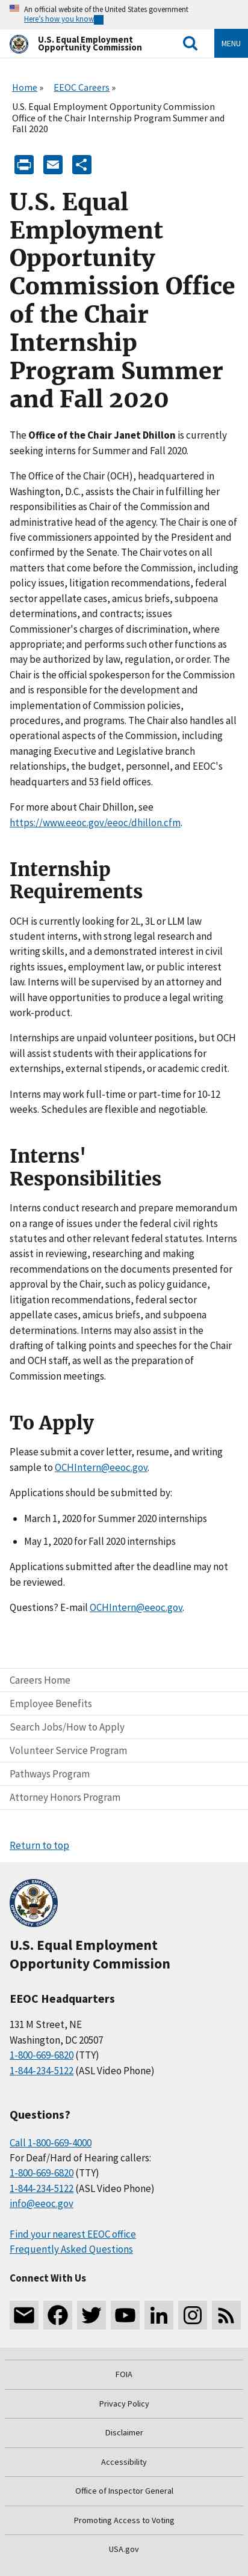 An official website of the United States government
Here's how you know
U.S. Equal Employment
Opportunity Commission
MENU
Home »  EEOC Careers »
U.S. Equal Employment Opportunity Commission
Office of the Chair Internship Program Summer and
Fall 2020
U.S. Equal
Employment
Opportunity
Commission Office
of the Chair
Internship
Program Summer
and Fall 2020
The Office of the Chair Janet Dhillon is currently
seeking interns for Summer and Fall 2020.
The Office of the Chair (OCH), headquartered in
Washington, D.C., assists the Chair in fulfilling her
responsibilities as Chair of the Commission and
administrative head of the agency. The Chair is one of
five commissioners appointed by the President and
confirmed by the Senate. The Chair votes on all
matters that come before the Commission, including
policy issues, litigation recommendations, federal
sector appellate cases, amicus briefs, subpoena
determinations, and contracts; issues
Commissioner's charges of discrimination, where
appropriate; and performs such other functions as
may be authorized by law, regulation, or order. The
Chair is the official spokesperson for the Commission
and is responsible for the development and
implementation of Commission policies,
procedures, and programs. The Chair also handles all
operational aspects of the Commission, including
managing Executive and Legislative branch
relationships, the budget, personnel, and EEOC's
headquarters and 53 field offices.
For more about Chair Dhillon, see
https://www.eeoc.gov/eeoc/dhillon.cfm.
Internship
Requirements
OCH is currently looking for 2L, 3L or LLM law
student interns, with strong legal research and
writing skills, and a demonstrated interest in civil
rights issues, employment law, or public interest
law. Interns will be supervised by an attorney and
will have the opportunity to write original legal work-
product.
Internships are unpaid volunteer positions, but OCH
will assist students with their applications for
externships, external stipends, or academic credit.
Interns may work full-time or part-time for 10-12
weeks. Schedules are flexible and negotiable.
Interns'
Responsibilities
Interns conduct research and prepare memorandum
on a range of issues under the federal civil rights
statutes and other relevant federal statutes. Interns
assist in reviewing, researching, and preparing
recommendations in the documents presented for
approval by the Chair, such as policy guidance,
litigation recommendations, federal sector
appellate cases, amicus briefs, and subpoena
determinations. Interns may also assist in the
drafting of talking points and speeches for the Chair
and OCH staff, as well as the preparation of
Commission meetings.
To Apply
Please submit a cover letter, resume, and writing
sample to OCHIntern@eeoc.gov.
Applications should be submitted by:
• March 1, 2020 for Summer 2020 internships
• May 1, 2020 for Fall 2020 internships
Applications submitted after the deadline may not
be reviewed.
Questions? E-mail OCHIntern@eeoc.gov.
Careers Home
Employee Benefits
Search Jobs/How to Apply
Volunteer Service Program
Pathways Program
Attorney Honors Program
Return to top
U.S. Equal Employment
Opportunity Commission
EEOC Headquarters
131 M Street, NE
Washington, DC 20507
1-800-669-6820 (TTY)
1-844-234-5122 (ASL Video Phone)
Questions?
Call 1-800-669-4000
For Deaf/Hard of Hearing callers:
1-800-669-6820 (TTY)
1-844-234-5122 (ASL Video Phone)
info@eeoc.gov
Find your nearest EEOC office
Frequently Asked Questions
Connect With Us
FOIA
Privacy Policy
Disclaimer
Accessibility
Office of Inspector General
Promoting Access to Voting
USA.gov